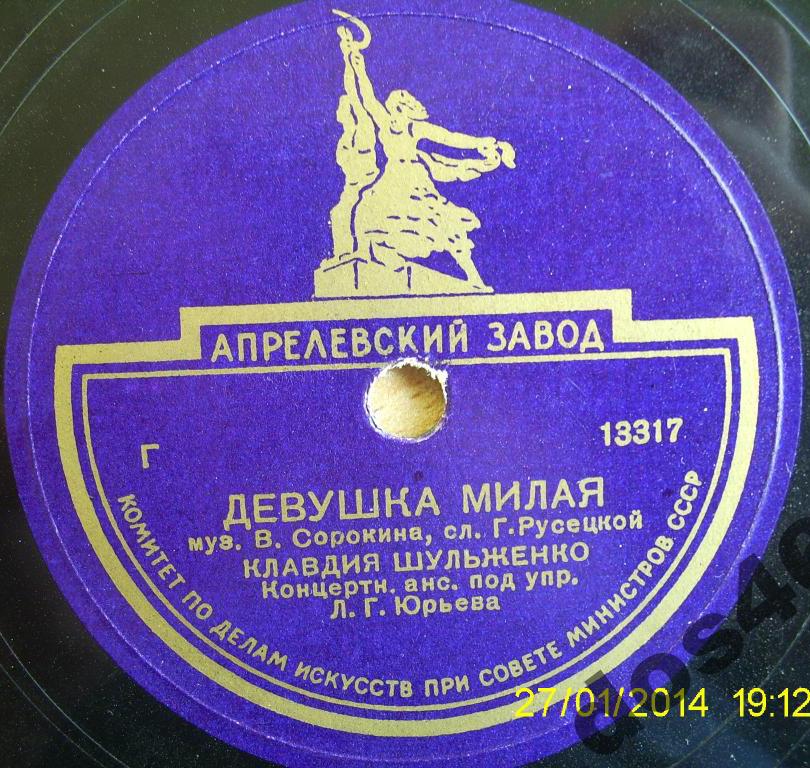 АПРЕЛЕВСКИЙ ЗАВОД
Г
13317
ДЕВУШКА МИЛАЯ
муз. В. Сорокина, сл. Г. Русецкой
КЛАВДИЯ ШУЛЬЖЕНКО
Концертн. анс. под упр.
Л. Г. Юрьева
КОМИТЕТ ПО ДЕЛАМ ИСКУССТВ ПРИ СОВЕТЕ МИНИСТРОВ СССР
27/01/2014 19:12